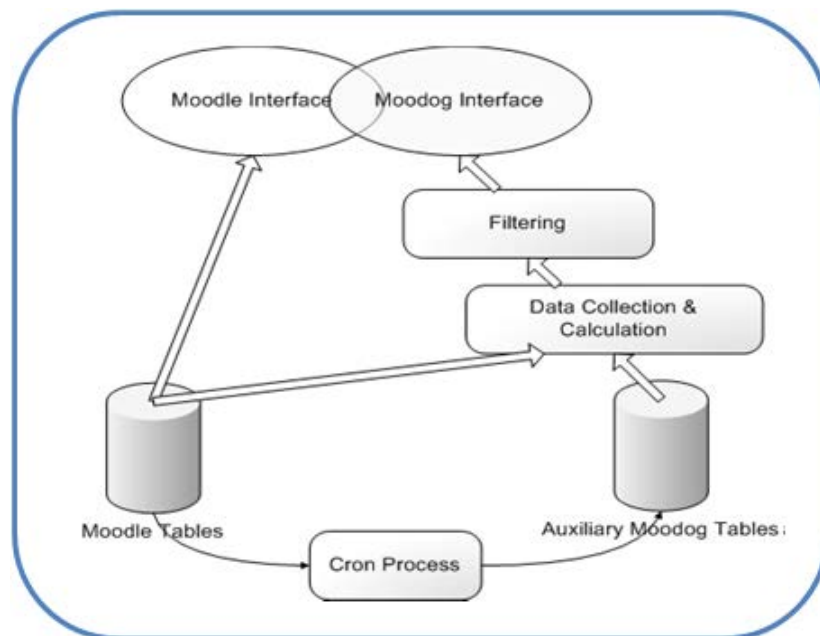 Moodle Interface
Moodog Interface
Filtering
Data Collection &
Calculation
Moodle Tables
Auxiliary Moodog Tables
Cron Process